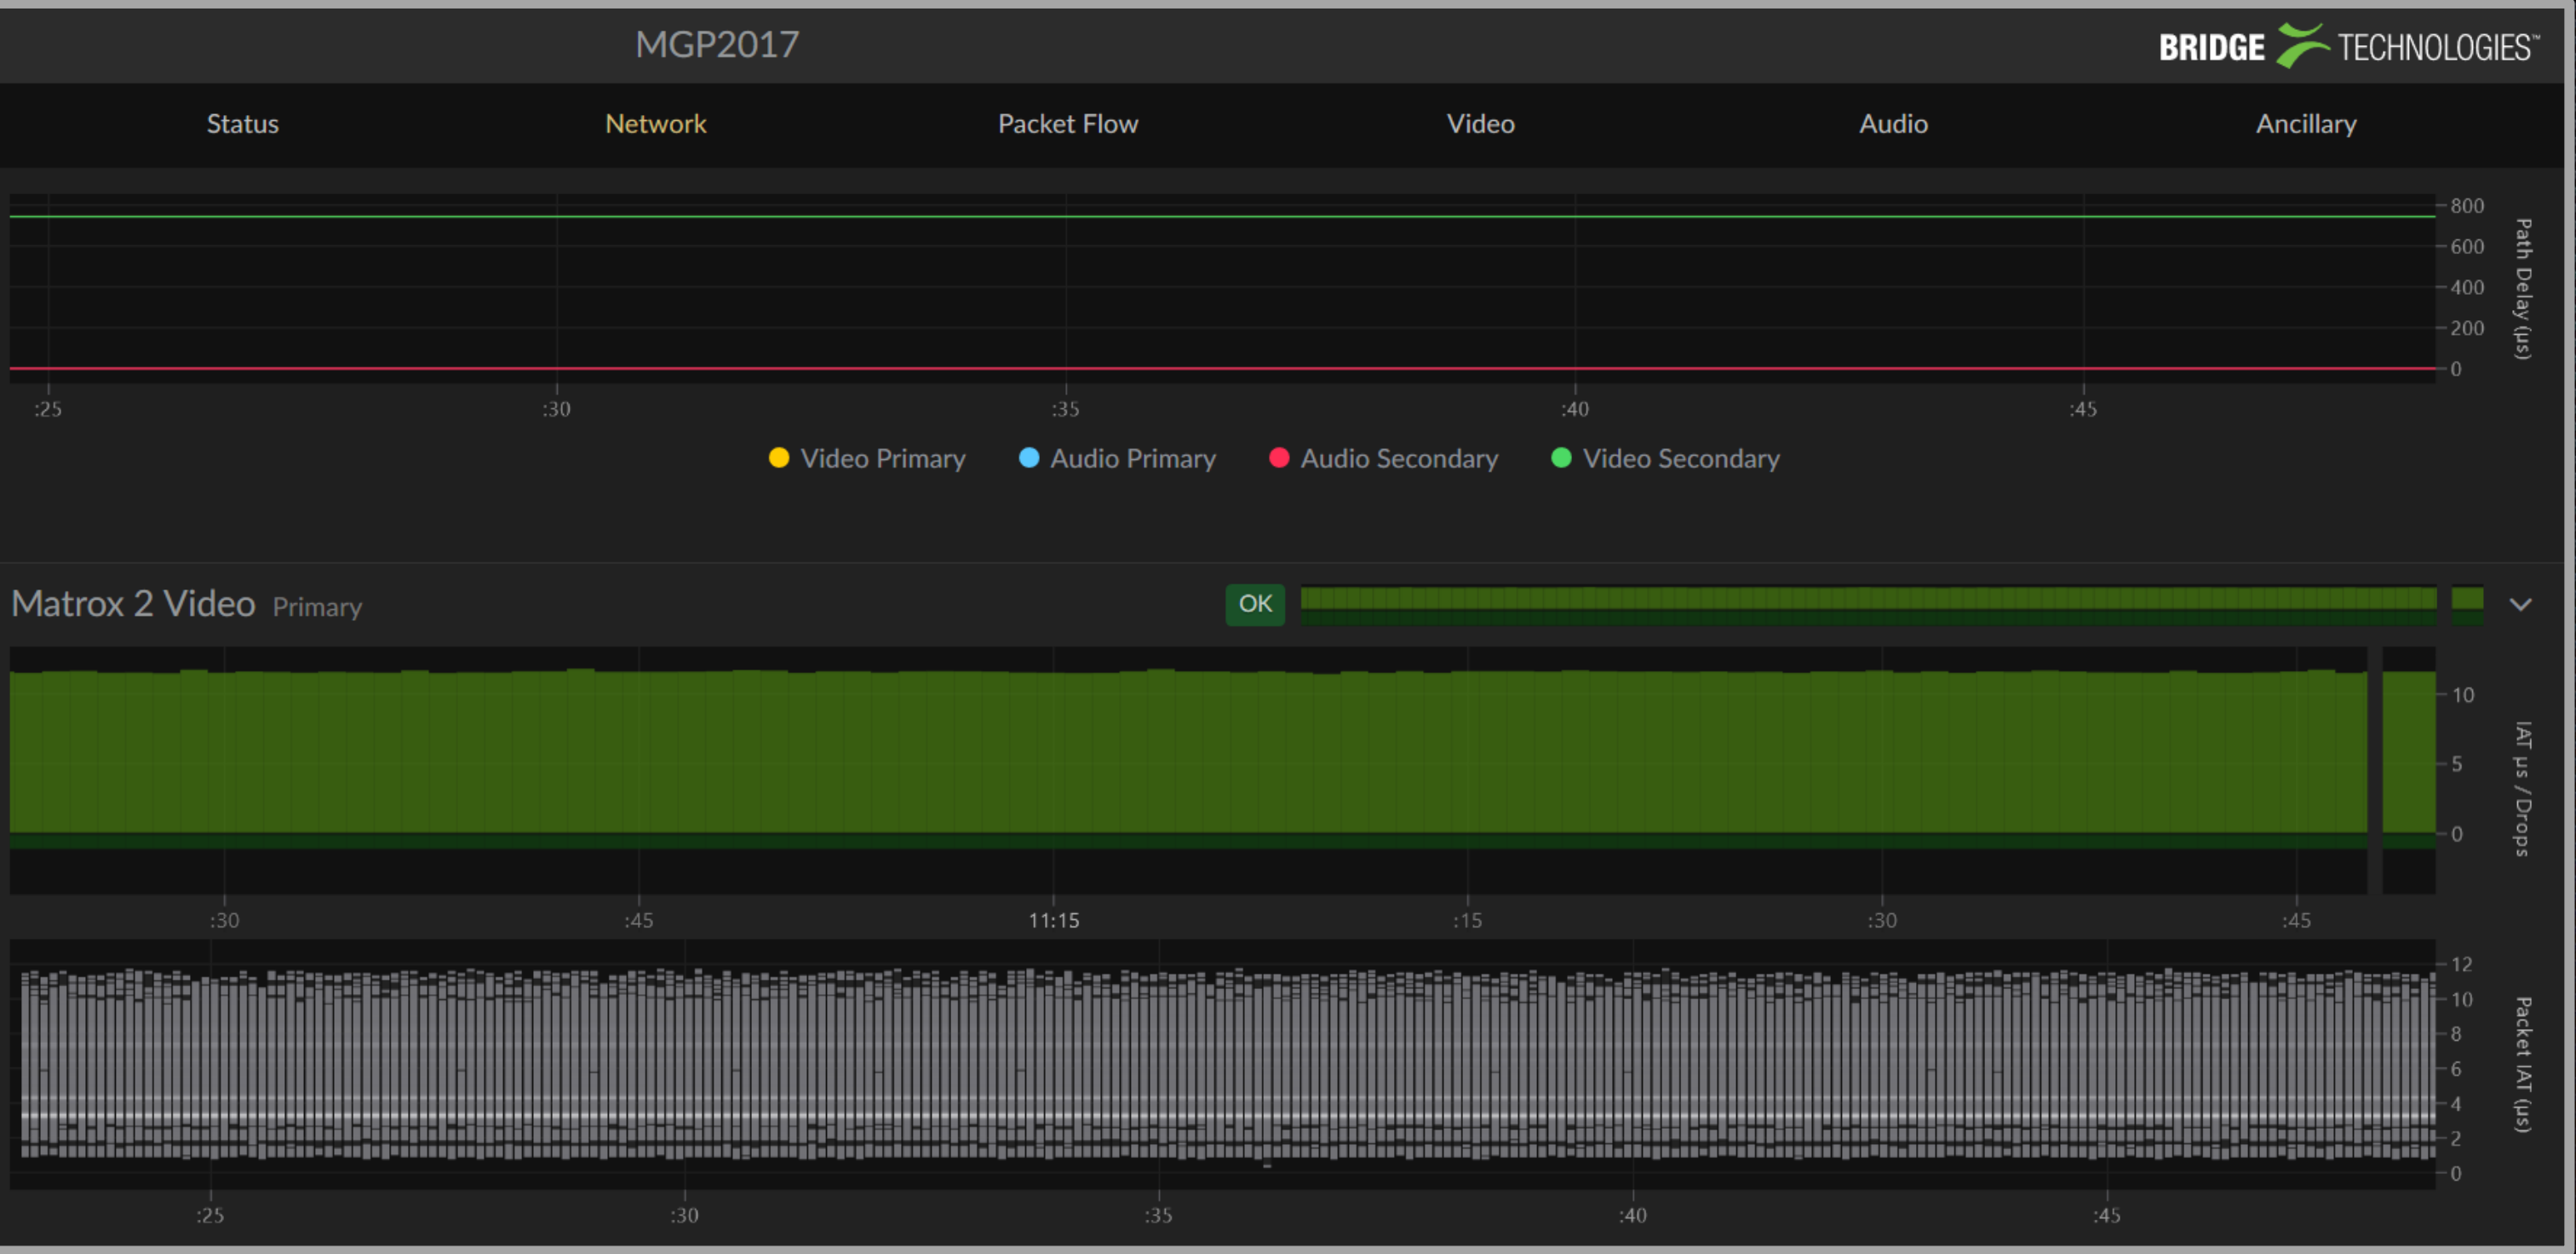 MGP2017
BRIDGE TECHNOLOGIES™
Status Network Packet Flow Video Audio Ancillary
800
600
400
200
0
Path Delay (µs)
:25 :30 :35 :40 :45
Video Primary Audio Primary Audio Secondary Video Secondary
Matrox 2 Video Primary
OK
10
5
0
IAT µs / Drops
:30 :45 11:15 :15 :30 :45
12
10
8
6
4
2
0
Packet IAT (µs)
:25 :30 :35 :40 :45